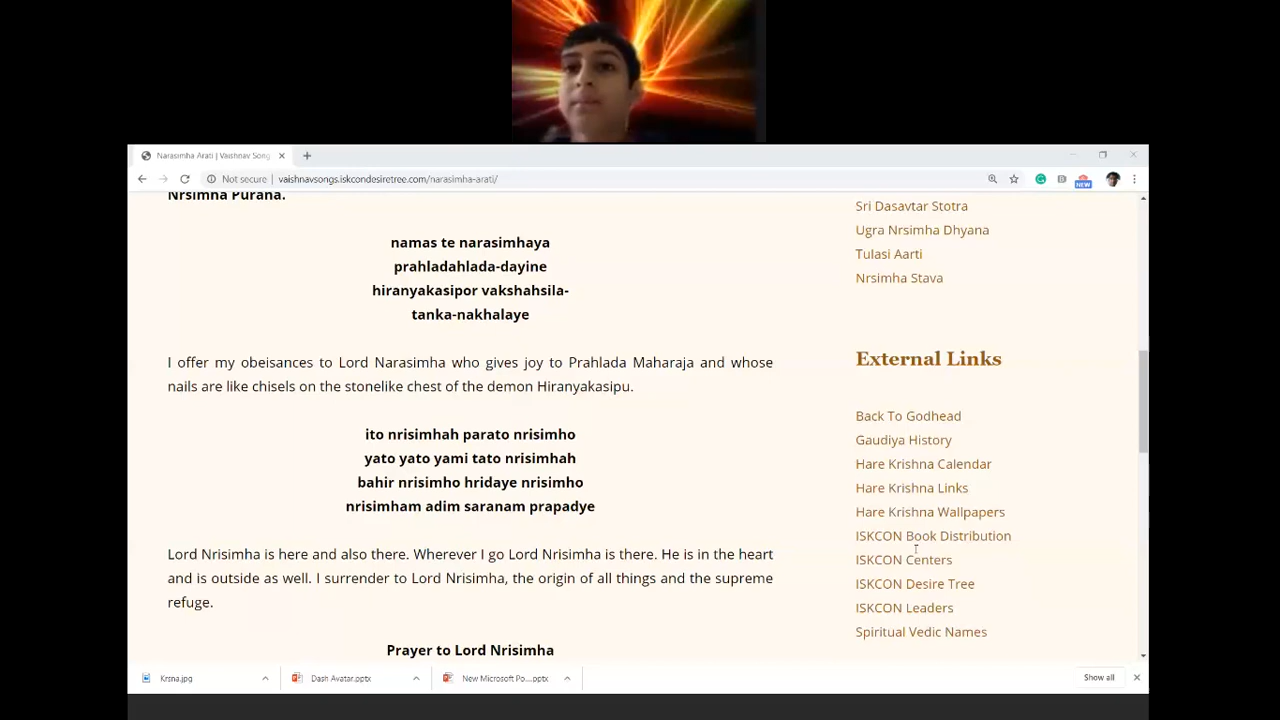 Narasimha Arati | Vaishnav Song
Not secure | vaishnavsongs.iskcondesiretree.com/narasimha-arati/
NEW
Nrsimha Purana.
namas te narasimhaya
prahladahlada-dayine
hiranyakasipor vakshahsila-
tanka-nakhalaye
I offer my obeisances to Lord Narasimha who gives joy to Prahlada Maharaja and whose
nails are like chisels on the stonelike chest of the demon Hiranyakasipu.
ito nrisimhah parato nrisimho
yato yato yami tato nrisimhah
bahir nrisimho hridaye nrisimho
nrisimham adim saranam prapadye
Lord Nrisimha is here and also there. Wherever I go Lord Nrisimha is there. He is in the heart
and is outside as well. I surrender to Lord Nrisimha, the origin of all things and the supreme
refuge.
Prayer to Lord Nrisimha
Sri Dasavtar Stotra
Ugra Nrsimha Dhyana
Tulasi Aarti
Nrsimha Stava
External Links
Back To Godhead
Gaudiya History
Hare Krishna Calendar
Hare Krishna Links
Hare Krishna Wallpapers
ISKCON Book Distribution
ISKCON Centers
ISKCON Desire Tree
ISKCON Leaders
Spiritual Vedic Names
Krsna.jpg
Dash Avatar.pptx
New Microsoft Po....pptx
Show all